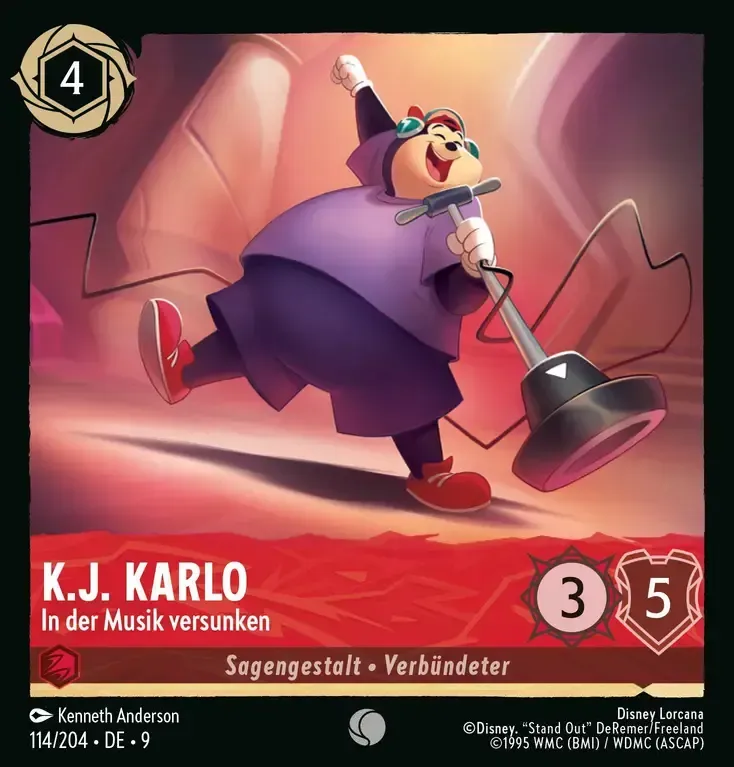 4
K.J. KARLO
In der Musik versunken
3
5
Sagengestalt • Verbündeter
Kenneth Anderson
114/204 • DE • 9
Disney Lorcana
©Disney. “Stand Out” DeRemer/Freeland
©1995 WMC (BMI) / WDMC (ASCAP)